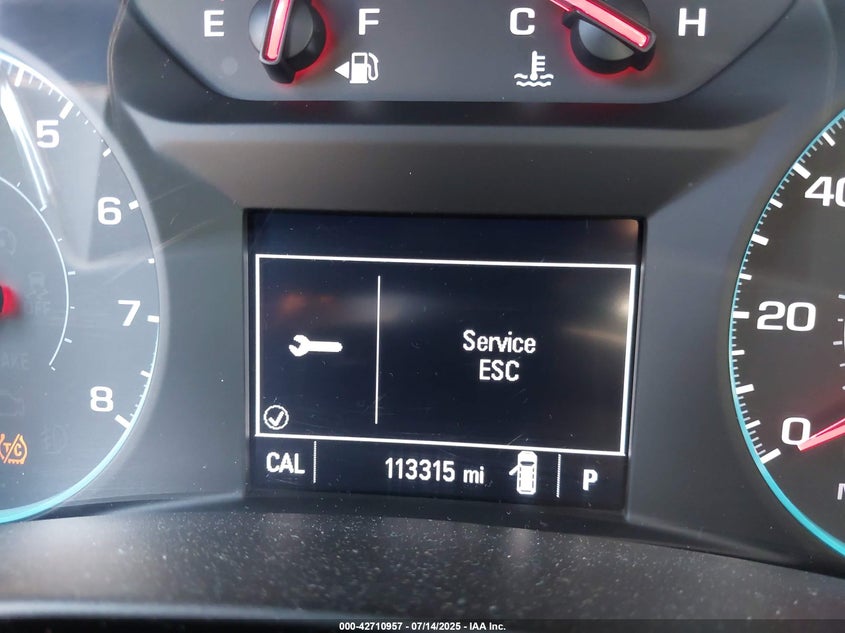 E F C H
5
6
7
8
40
20
0
OFF
T/C
Service
ESC
CAL 113315 mi P
000-42710957 - 07/14/2025 - IAA Inc.